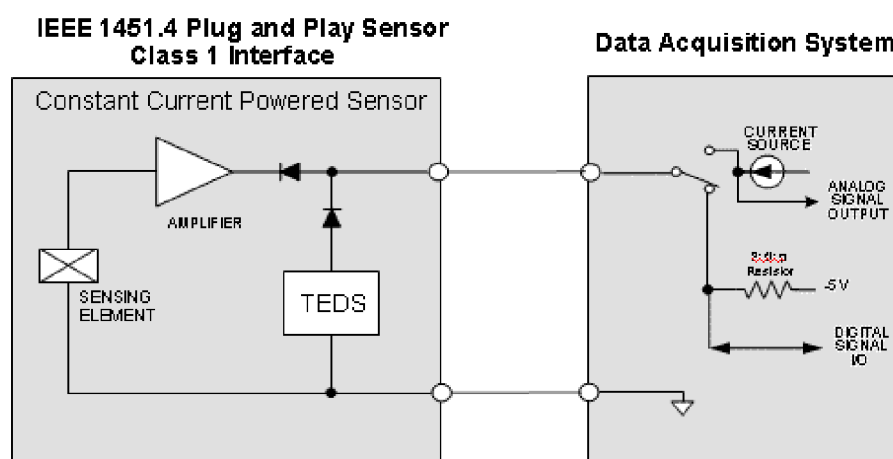 IEEE 1451.4 Plug and Play Sensor
Class 1 Interface
Data Acquisition System
Constant Current Powered Sensor
AMPLIFIER
SENSING
ELEMENT
TEDS
CURRENT
SOURCE
ANALOG
SIGNAL
OUTPUT
Resistor
-5V
DIGITAL
SIGNAL
I/O